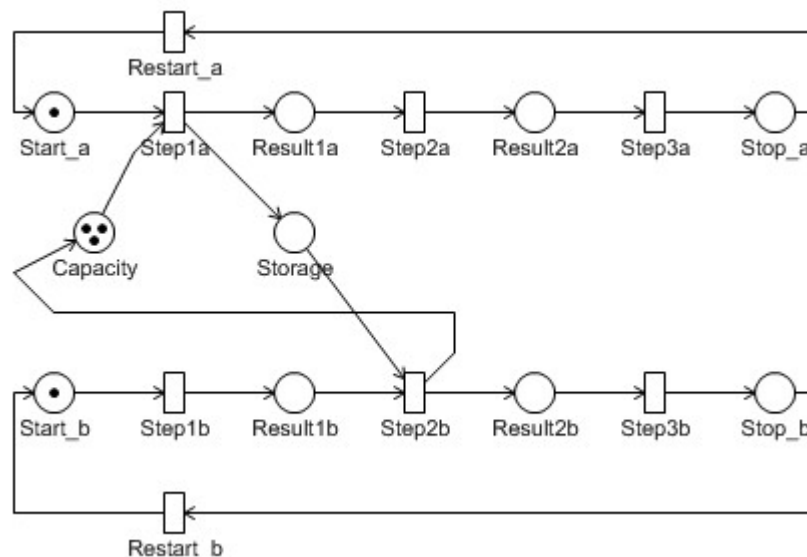 Restart_a
Start_a
Step1a
Result1a
Step2a
Result2a
Step3a
Stop_a
Capacity
Storage
Start_b
Step1b
Result1b
Step2b
Result2b
Step3b
Stop_b
Restart_b